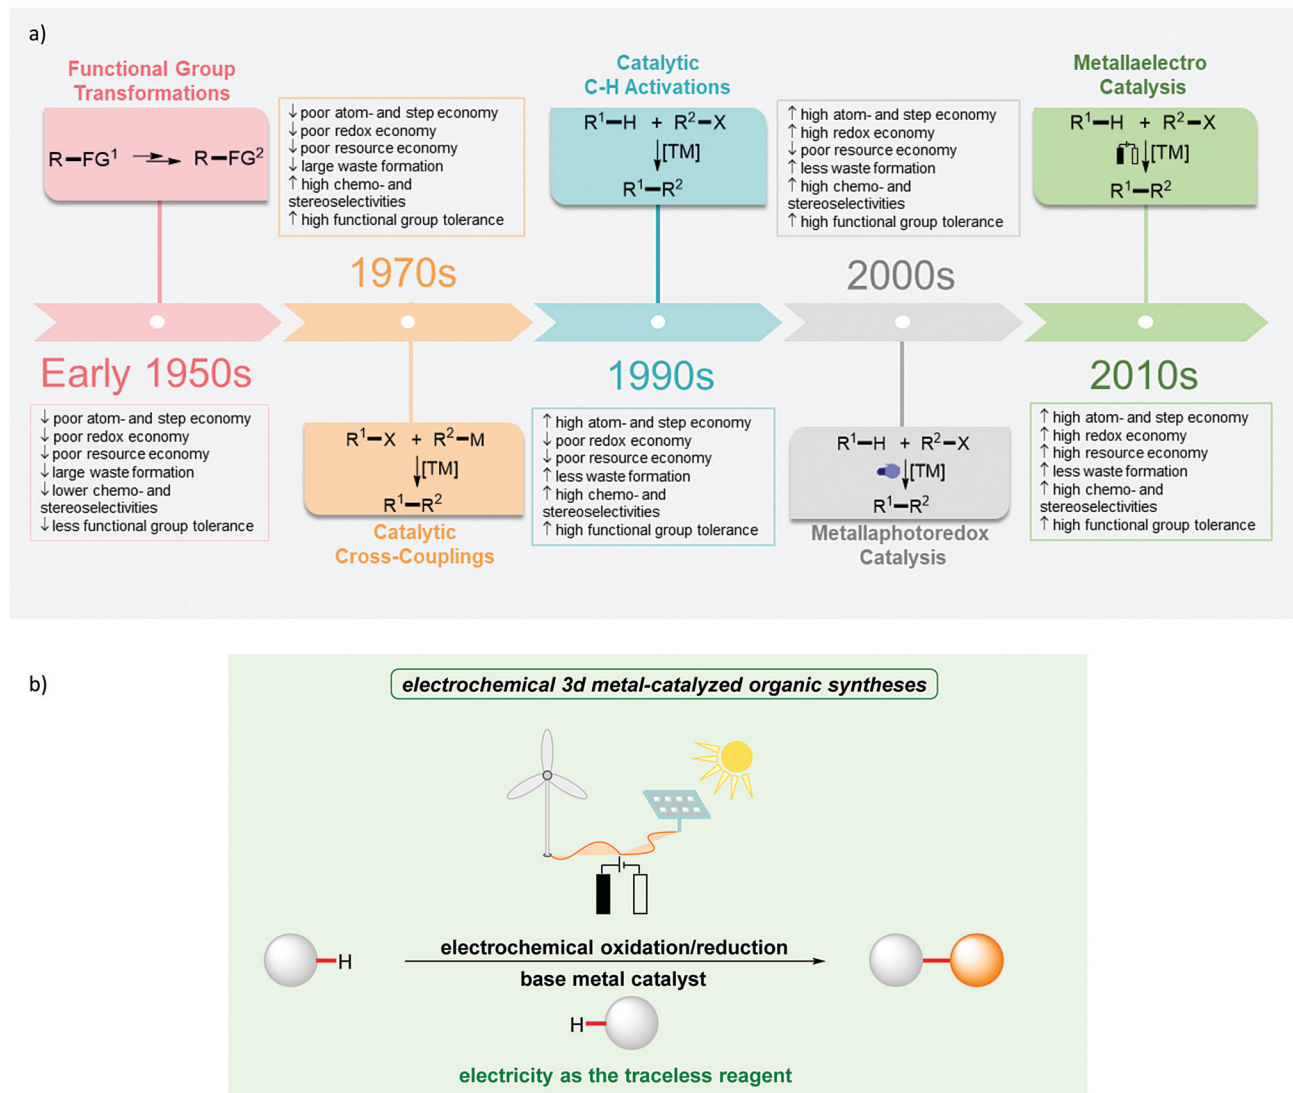 a)
Functional Group
Transformations
R–FG¹ R–FG²
Early 1950s
↓ poor atom- and step economy
↓ poor redox economy
↓ poor resource economy
↓ large waste formation
↓ lower chemo- and
stereoselectivities
↓ less functional group tolerance
↓ poor atom- and step economy
↓ poor redox economy
↓ poor resource economy
↓ large waste formation
↑ high chemo- and
stereoselectivities
↑ high functional group tolerance
1970s
R¹–X + R²–M
↓[TM]
R¹–R²
Catalytic
Cross-Couplings
Catalytic
C-H Activations
R¹–H + R²–X
↓[TM]
R¹–R²
1990s
↑ high atom- and step economy
↓ poor redox economy
↓ poor resource economy
↑ less waste formation
↑ high chemo- and
stereoselectivities
↑ high functional group tolerance
↑ high atom- and step economy
↑ high redox economy
↓ poor resource economy
↑ less waste formation
↑ high chemo- and
stereoselectivities
↑ high functional group tolerance
2000s
R¹–H + R²–X
↓[TM]
R¹–R²
Metallaphotoredox
Catalysis
Metallaelectro
Catalysis
R¹–H + R²–X
↓[TM]
R¹–R²
2010s
↑ high atom- and step economy
↑ high redox economy
↑ high resource economy
↑ less waste formation
↑ high chemo- and
stereoselectivities
↑ high functional group tolerance
b)
electrochemical 3d metal-catalyzed organic syntheses
H
electrochemical oxidation/reduction
base metal catalyst
H
electricity as the traceless reagent